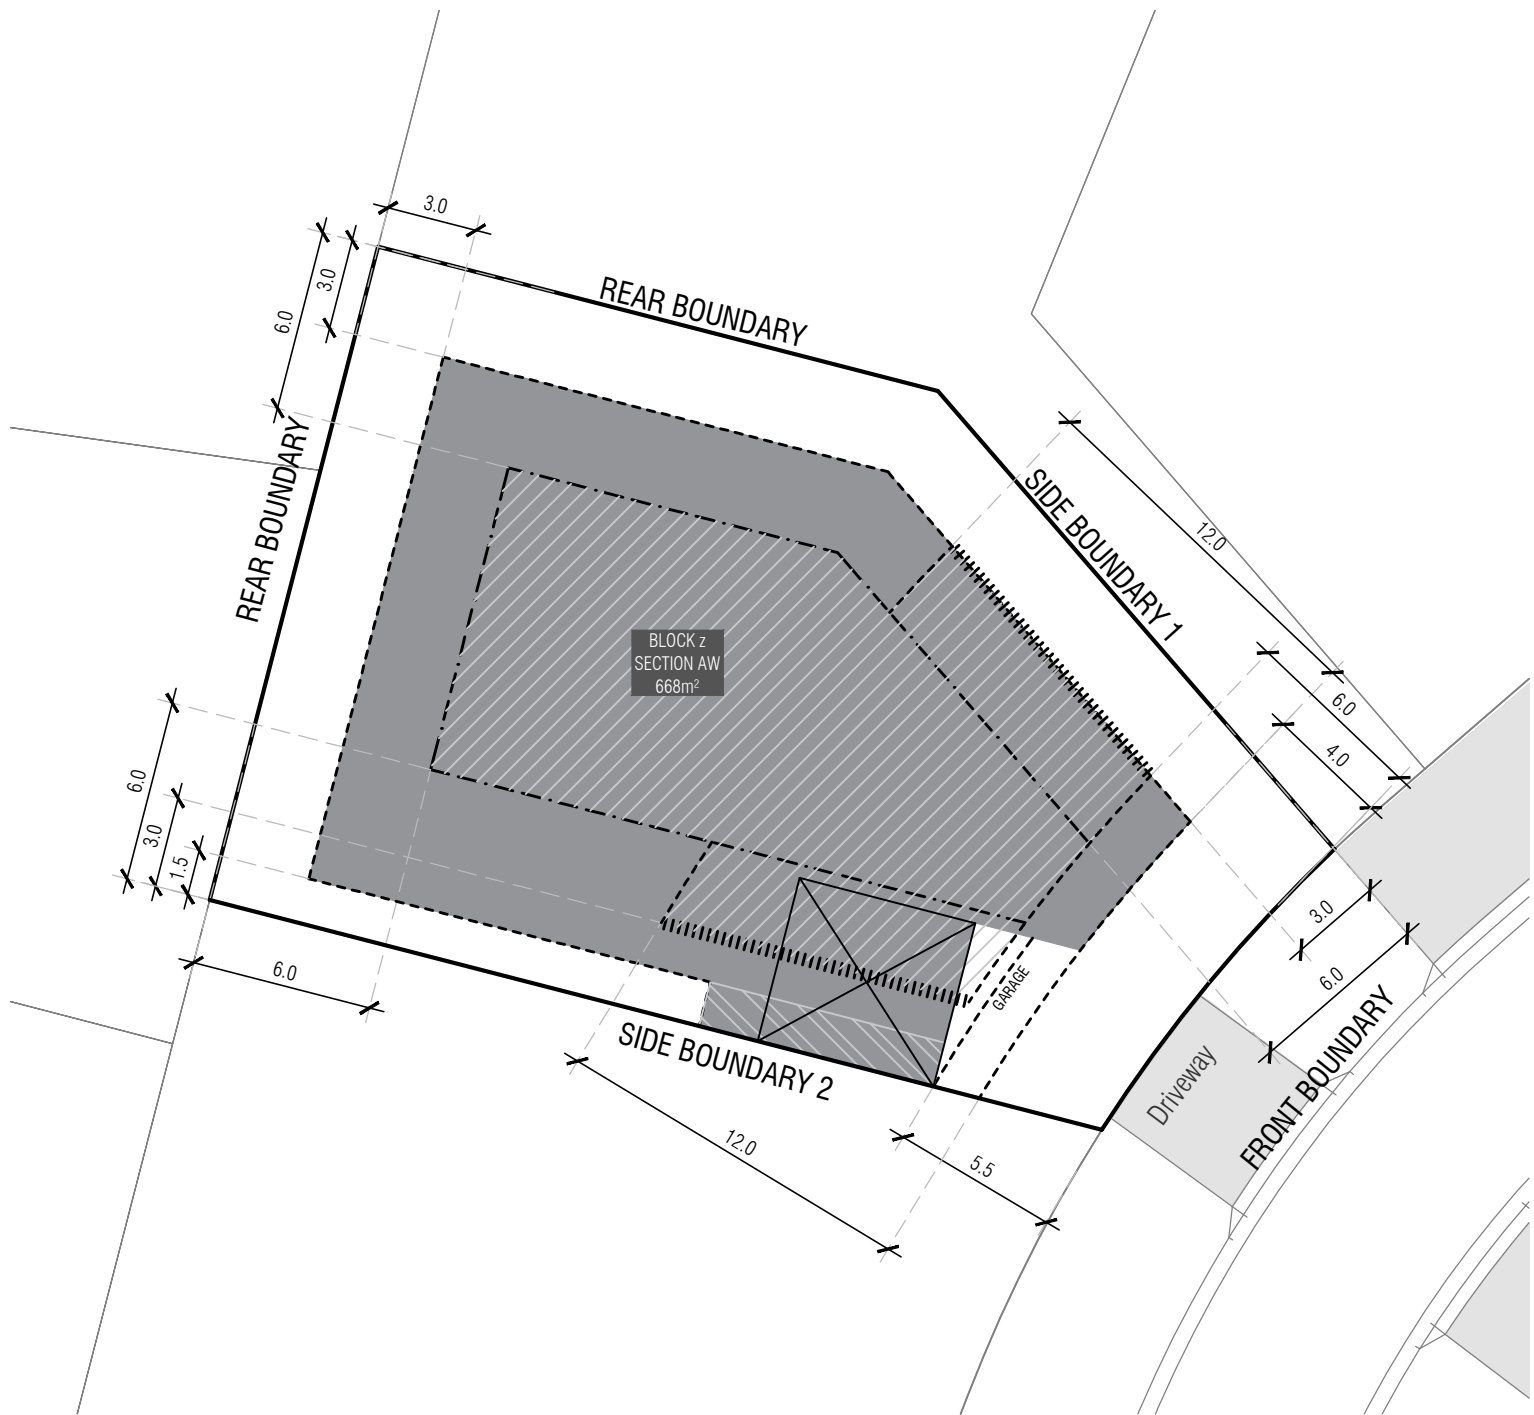 3.0
3.0
6.0
REAR BOUNDARY
REAR BOUNDARY
SIDE BOUNDARY 1
12.0
6.0
4.0
BLOCK z
SECTION AW
668m²
6.0
3.0
1.5
6.0
3.0
6.0
GARAGE
SIDE BOUNDARY 2
Driveway
FRONT BOUNDARY
12.0
5.5